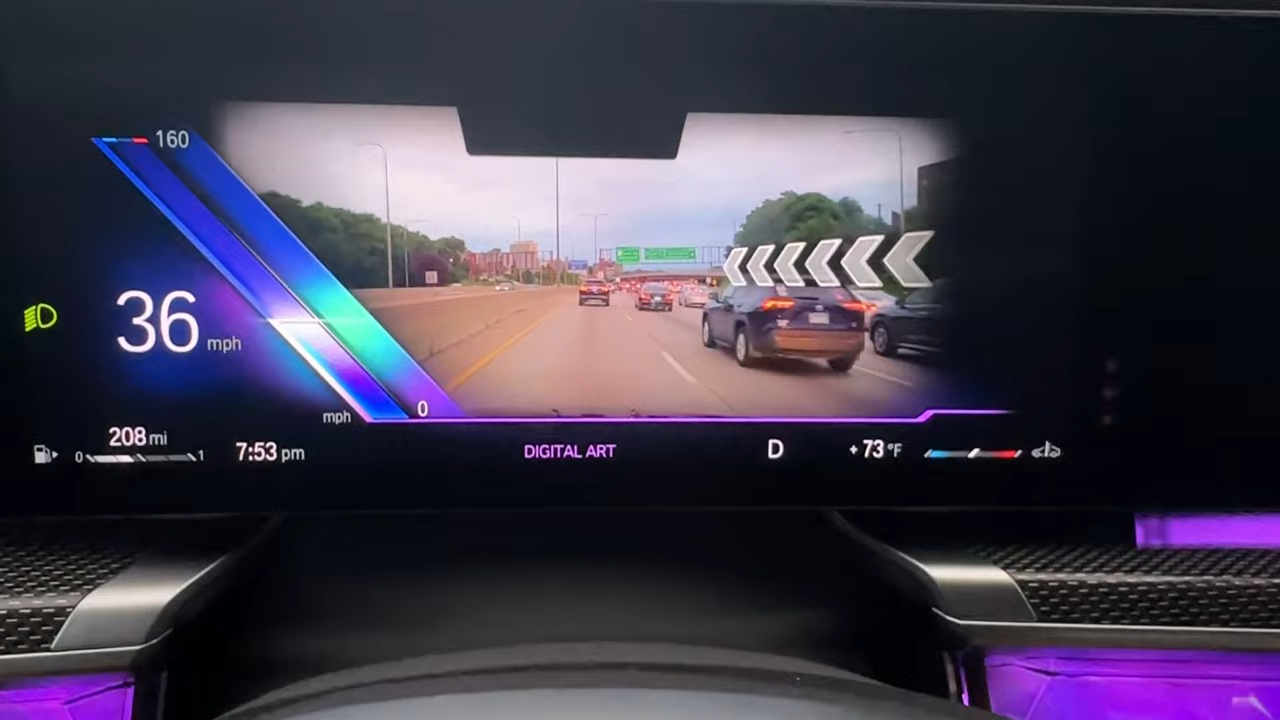 160
36 mph
mph
0
208 mi
0 1
7:53 pm
DIGITAL ART
D
+ 73 °F